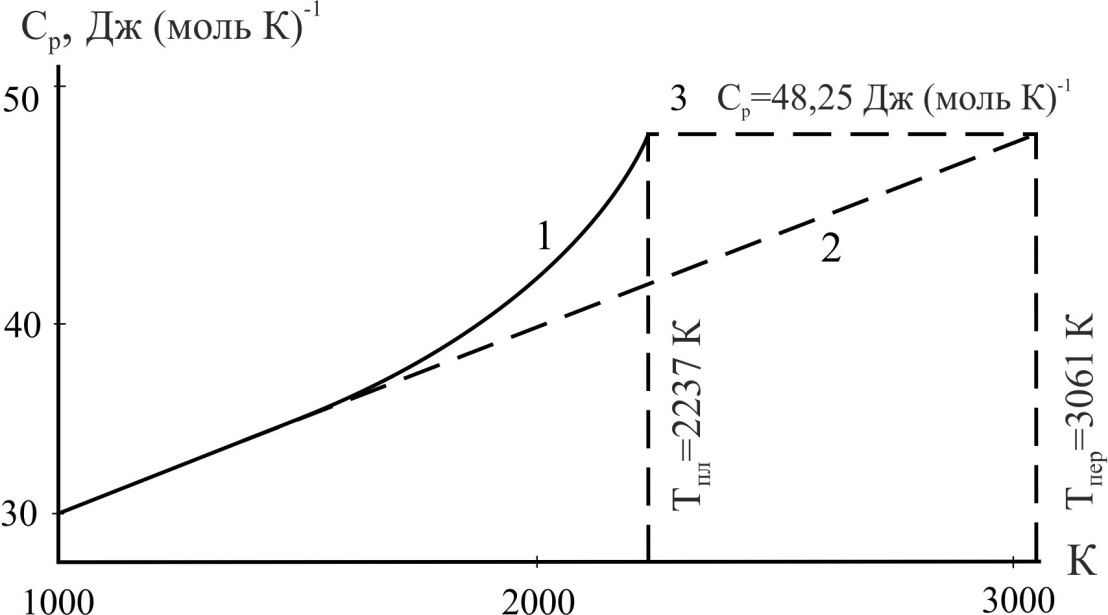 Cₚ, Дж (моль К)⁻¹
50
3 Cₚ=48,25 Дж (моль К)⁻¹
1
2
40
Tпл=2237 К
Tпер=3061 К
30
К
1000 2000 3000